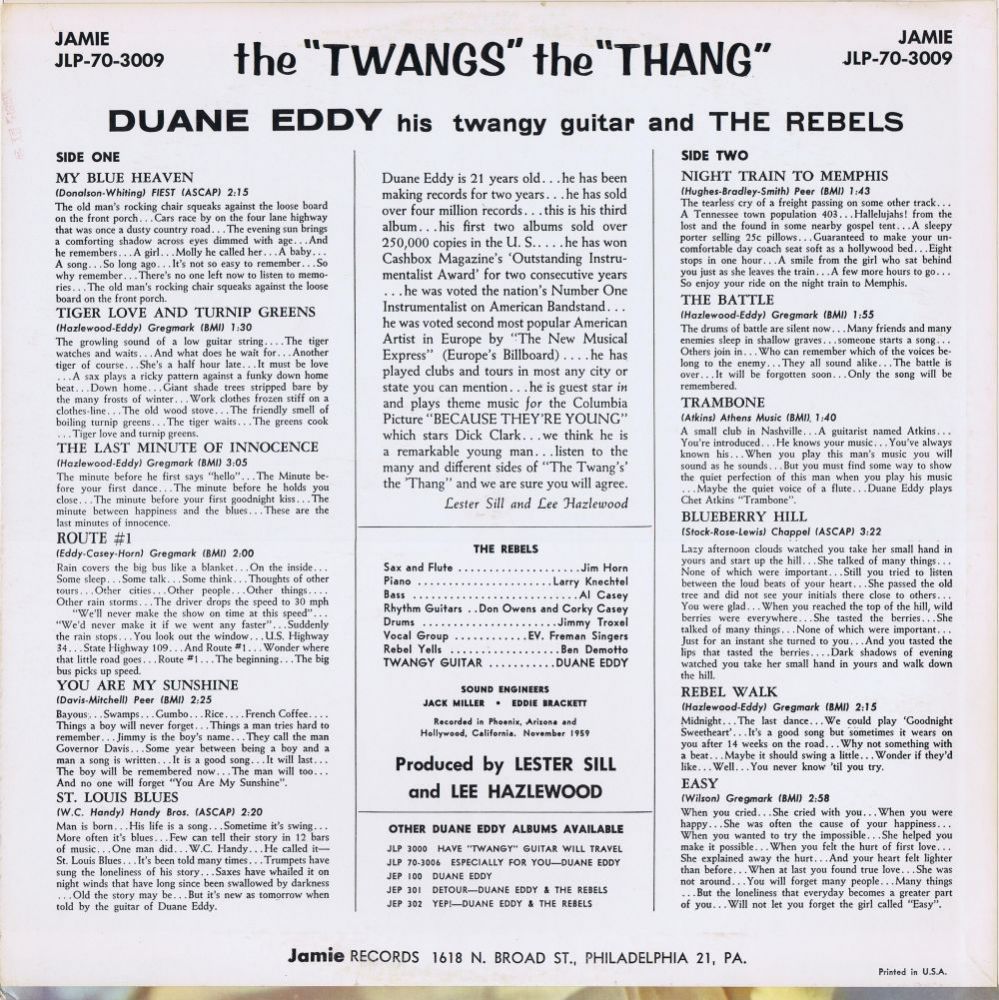 JAMIE
JLP-70-3009
the "TWANGS" the "THANG"
JAMIE
JLP-70-3009
DUANE EDDY his twangy guitar and THE REBELS
SIDE ONE
MY BLUE HEAVEN
(Donalson-Whiting) FIEST (ASCAP) 2:15
The old man's rocking chair squeaks against the loose board
on the front porch...Cars race by on the four lane highway
that was once a dusty country road...The evening sun brings
a comforting shadow across eyes dimmed with age...And
he remembers...A girl...Molly he called her...A baby...
A song...So long ago...It's not so easy to remember...So
why remember...There's no one left now to listen to memo-
ries...The old man's rocking chair squeaks against the loose
board on the front porch.
TIGER LOVE AND TURNIP GREENS
(Hazlewood-Eddy) Gregmark (BMI) 1:30
The growling sound of a low guitar string....The tiger
watches and waits...And what does he wait for...Another
tiger of course...She's a half hour late...It must be love
...A sax plays a ricky pattern against a funky down home
beat...Down home...Giant shade trees stripped bare by
the many frosts of winter...Work clothes frozen stiff on a
clothes-line...The old wood stove...The friendly smell of
boiling turnip greens...The tiger waits...The greens cook
...Tiger love and turnip greens.
THE LAST MINUTE OF INNOCENCE
(Hazlewood-Eddy) Gregmark (BMI) 3:05
The minute before he first says "hello"...The Minute be-
fore your first dance...The minute before he holds you
close...The minute before your first goodnight kiss...The
minute between happiness and the blues...These are the
last minutes of innocence.
ROUTE #1
(Eddy-Casey-Horn) Gregmark (BMI) 2:00
Rain covers the big bus like a blanket...On the inside...
Some sleep...Some talk...Some think...Thoughts of other
tours...Other cities...Other people...Other things....
Other rain storms...The driver drops the speed to 30 mph
"We'll never make the show on time at this speed"...
"We'd never make it if we went any faster"...Suddenly
the rain stops...You look out the window...U.S. Highway
34...State Highway 109...And Route #1...Wonder where
that little road goes...Route #1...The beginning...The big
bus picks up speed.
YOU ARE MY SUNSHINE
(Davis-Mitchell) Peer (BMI) 2:25
Bayous...Swamps...Gumbo...Rice....French Coffee....
Things a boy will never forget...Things a man tries hard to
remember...Jimmy is the boy's name...They call the man
Governor Davis...Some year between being a boy and a
man a song is written...It is a good song...It will last...
The boy will be remembered now...The man will too...
And no one will forget "You Are My Sunshine".
ST. LOUIS BLUES
(W.C. Handy) Handy Bros. (ASCAP) 2:20
Man is born...His life is a song...Sometime it's swing...
More often it's blues...Few can tell their story in 12 bars
of music...One man did...W.C. Handy...He called it—
St. Louis Blues...It's been told many times...Trumpets have
sung the loneliness of his story...Saxes have whailed it on
night winds that have long since been swallowed by darkness
...Old the story may be...But it's new as tomorrow when
told by the guitar of Duane Eddy.
Duane Eddy is 21 years old...he has been
making records for two years...he has sold
over four million records...this is his third
album...his first two albums sold over
250,000 copies in the U. S.....he has won
Cashbox Magazine's 'Outstanding Instru-
mentalist Award' for two consecutive years
...he was voted the nation's Number One
Instrumentalist on American Bandstand...
he was voted second most popular American
Artist in Europe by "The New Musical
Express" (Europe's Billboard)....he has
played clubs and tours in most any city or
state you can mention...he is guest star in
and plays theme music for the Columbia
Picture "BECAUSE THEY'RE YOUNG"
which stars Dick Clark...we think he is
a remarkable young man...listen to the
many and different sides of "The Twang's'
the 'Thang" and we are sure you will agree.
Lester Sill and Lee Hazlewood
THE REBELS
Sax and Flute ....................Jim Horn
Piano ......................Larry Knechtel
Bass ............................Al Casey
Rhythm Guitars ..Don Owens and Corky Casey
Drums ......................Jimmy Troxel
Vocal Group ............EV. Freman Singers
Rebel Yells ...................Ben Demotto
TWANGY GUITAR ...........DUANE EDDY
SOUND ENGINEERS
JACK MILLER • EDDIE BRACKETT
Recorded in Phoenix, Arizona and
Hollywood, California. November 1959
Produced by LESTER SILL
and LEE HAZLEWOOD
OTHER DUANE EDDY ALBUMS AVAILABLE
JLP 3000 HAVE "TWANGY" GUITAR WILL TRAVEL
JLP 70-3006 ESPECIALLY FOR YOU—DUANE EDDY
JEP 100 DUANE EDDY
JEP 301 DETOUR—DUANE EDDY & THE REBELS
JEP 302 YEP!—DUANE EDDY & THE REBELS
SIDE TWO
NIGHT TRAIN TO MEMPHIS
(Hughes-Bradley-Smith) Peer (BMI) 1:43
The tearless cry of a freight passing on some other track...
A Tennessee town population 403...Hallelujahs! from the
lost and the found in some nearby gospel tent...A sleepy
porter selling 25c pillows...Guaranteed to make your un-
comfortable day coach seat soft as a hollywood bed...Eight
stops in one hour...A smile from the girl who sat behind
you just as she leaves the train...A few more hours to go...
So enjoy your ride on the night train to Memphis.
THE BATTLE
(Hazlewood-Eddy) Gregmark (BMI) 1:55
The drums of battle are silent now...Many friends and many
enemies sleep in shallow graves...someone starts a song...
Others join in...Who can remember which of the voices be-
long to the enemy...They all sound alike...The battle is
over...It will be forgotten soon...Only the song will be
remembered.
TRAMBONE
(Atkins) Athens Music (BMI), 1:40
A small club in Nashville...A guitarist named Atkins...
You're introduced...He knows your music...You've always
known his...When you play this man's music you will
sound as he sounds...But you must find some way to show
the quiet perfection of this man when you play his music
...Maybe the quiet voice of a flute...Duane Eddy plays
Chet Atkins "Trambone".
BLUEBERRY HILL
(Stock-Rose-Lewis) Chappel (ASCAP) 3:22
Lazy afternoon clouds watched you take her small hand in
yours and start up the hill...She talked of many things...
None of which were important...Still you tried to listen
between the loud beats of your heart...She passed the old
tree and did not see your initials there close to others...
You were glad...When you reached the top of the hill, wild
berries were everywhere...She tasted the berries...She
talked of many things...None of which were important...
Just for an instant she turned to you...And you tasted the
lips that tasted the berries....Dark shadows of evening
watched you take her small hand in yours and walk down
the hill.
REBEL WALK
(Hazlewood-Eddy) Gregmark (BMI) 2:15
Midnight...The last dance...We could play 'Goodnight
Sweetheart'...It's a good song but sometimes it wears on
you after 14 weeks on the road...Why not something with
a beat...Maybe it should swing a little...Wonder if they'd
like...Well...You never know 'til you try.
EASY
(Wilson) Gregmark (BMI) 2:58
When you cried...She cried with you...When you were
happy...She was often the cause of your happiness...
When you wanted to try the impossible...She helped you
make it possible...When you felt the hurt of first love...
She explained away the hurt...And your heart felt lighter
than before...When at last you found true love...She was
not around...You will forget many people...Many things
...But the loneliness that everyday becomes a greater part
of you...Will not let you forget the girl called "Easy".
Jamie RECORDS 1618 N. BROAD ST., PHILADELPHIA 21, PA.
Printed in U.S.A.